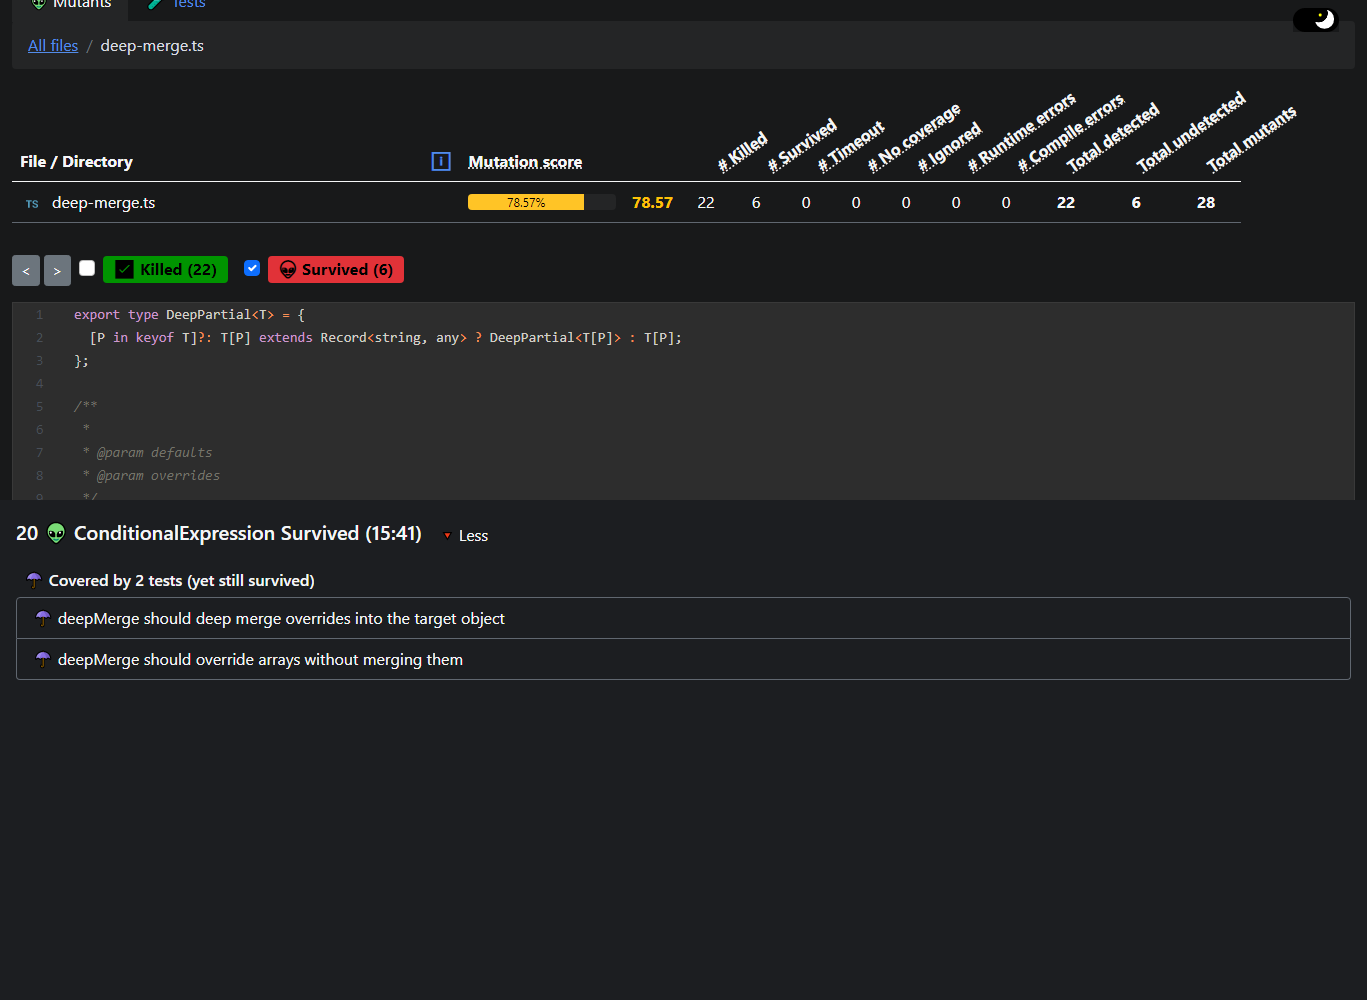 Mutants Tests
All files / deep-merge.ts
File / Directory i Mutation score # Killed # Survived # Timeout # No coverage # Ignored # Runtime errors # Compile errors Total detected Total undetected Total mutants
TS deep-merge.ts 78.57% 78.57 22 6 0 0 0 0 0 22 6 28
< > Killed (22) Survived (6)
1 export type DeepPartial<T> = {
2 [P in keyof T]?: T[P] extends Record<string, any> ? DeepPartial<T[P]> : T[P];
3 };
4
5 /**
6 *
7 * @param defaults
8 * @param overrides
9 */
20 ConditionalExpression Survived (15:41) Less
Covered by 2 tests (yet still survived)
deepMerge should deep merge overrides into the target object
deepMerge should override arrays without merging them